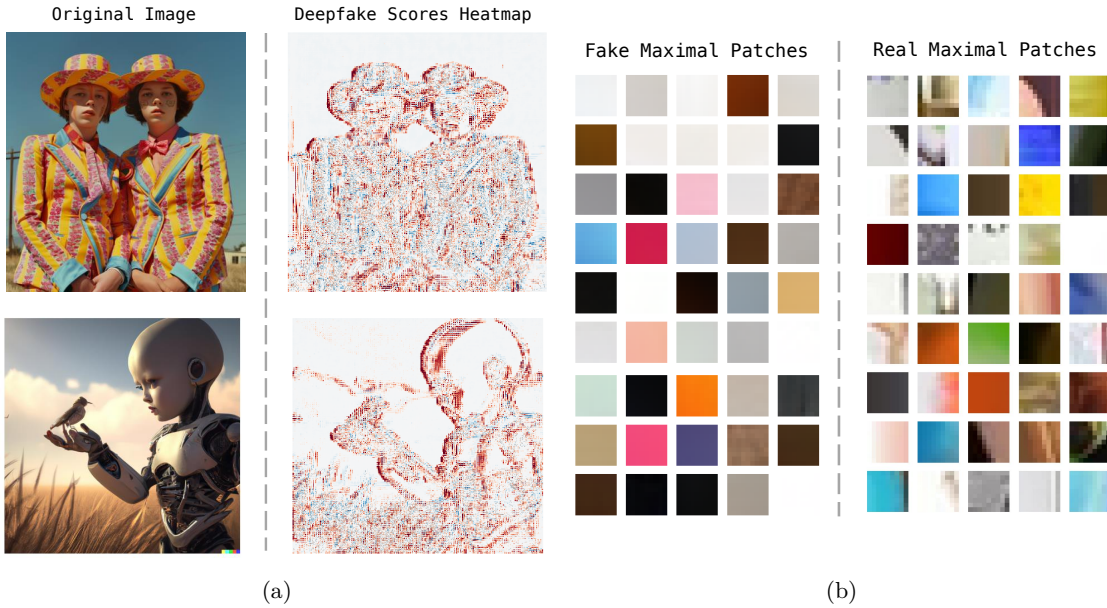 Original Image
Deepfake Scores Heatmap
Fake Maximal Patches
Real Maximal Patches
(a)
(b)